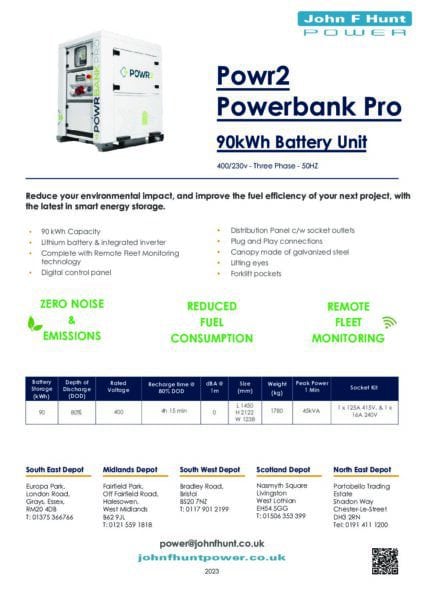 John F Hunt
POWER
POWRBANK PRO
POWR2
Powr2
Powerbank Pro
90kWh Battery Unit
400/230v - Three Phase - 50HZ
Reduce your environmental impact, and improve the fuel efficiency of your next project, with
the latest in smart energy storage.
• 90 kWh Capacity
• Lithium battery & integrated inverter
• Complete with Remote Fleet Monitoring
technology
• Digital control panel
• Distribution Panel c/w socket outlets
• Plug and Play connections
• Canopy made of galvanized steel
• Lifting eyes
• Forklift pockets
ZERO NOISE
&
EMISSIONS
REDUCED
FUEL
CONSUMPTION
REMOTE
FLEET
MONITORING
Battery Storage (kWh) Depth of Discharge (DOD) Rated Voltage Recharge time @ 80% DOD dBA @ 1m Size (mm) Weight (kg) Peak Power 1 Min Socket Kit
90 80% 400 4h 15 min 0 L 1450 H 2122 W 1238 1780 45kVA 1 x 125A 415V, & 1 x 16A 240V
South East Depot
Europa Park,
London Road,
Grays, Essex,
RM20 4DB
T: 01375 366766
Midlands Depot
Fairfield Park,
Off Fairfield Road,
Halesowen,
West Midlands
B62 9JL
T:0121 559 1818
South West Depot
Bradley Road,
Bristol
BS20 7NZ
T: 0117 901 2199
Scotland Depot
Nasmyth Square
Livingston
West Lothian
EH54 5GG
T: 01506 353 399
North East Depot
Portobello Trading
Estate
Shadon Way
Chester-Le-Street
DH3 2RN
Tel: 0191 411 1200
power@johnfhunt.co.uk
johnfhuntpower.co.uk
2023